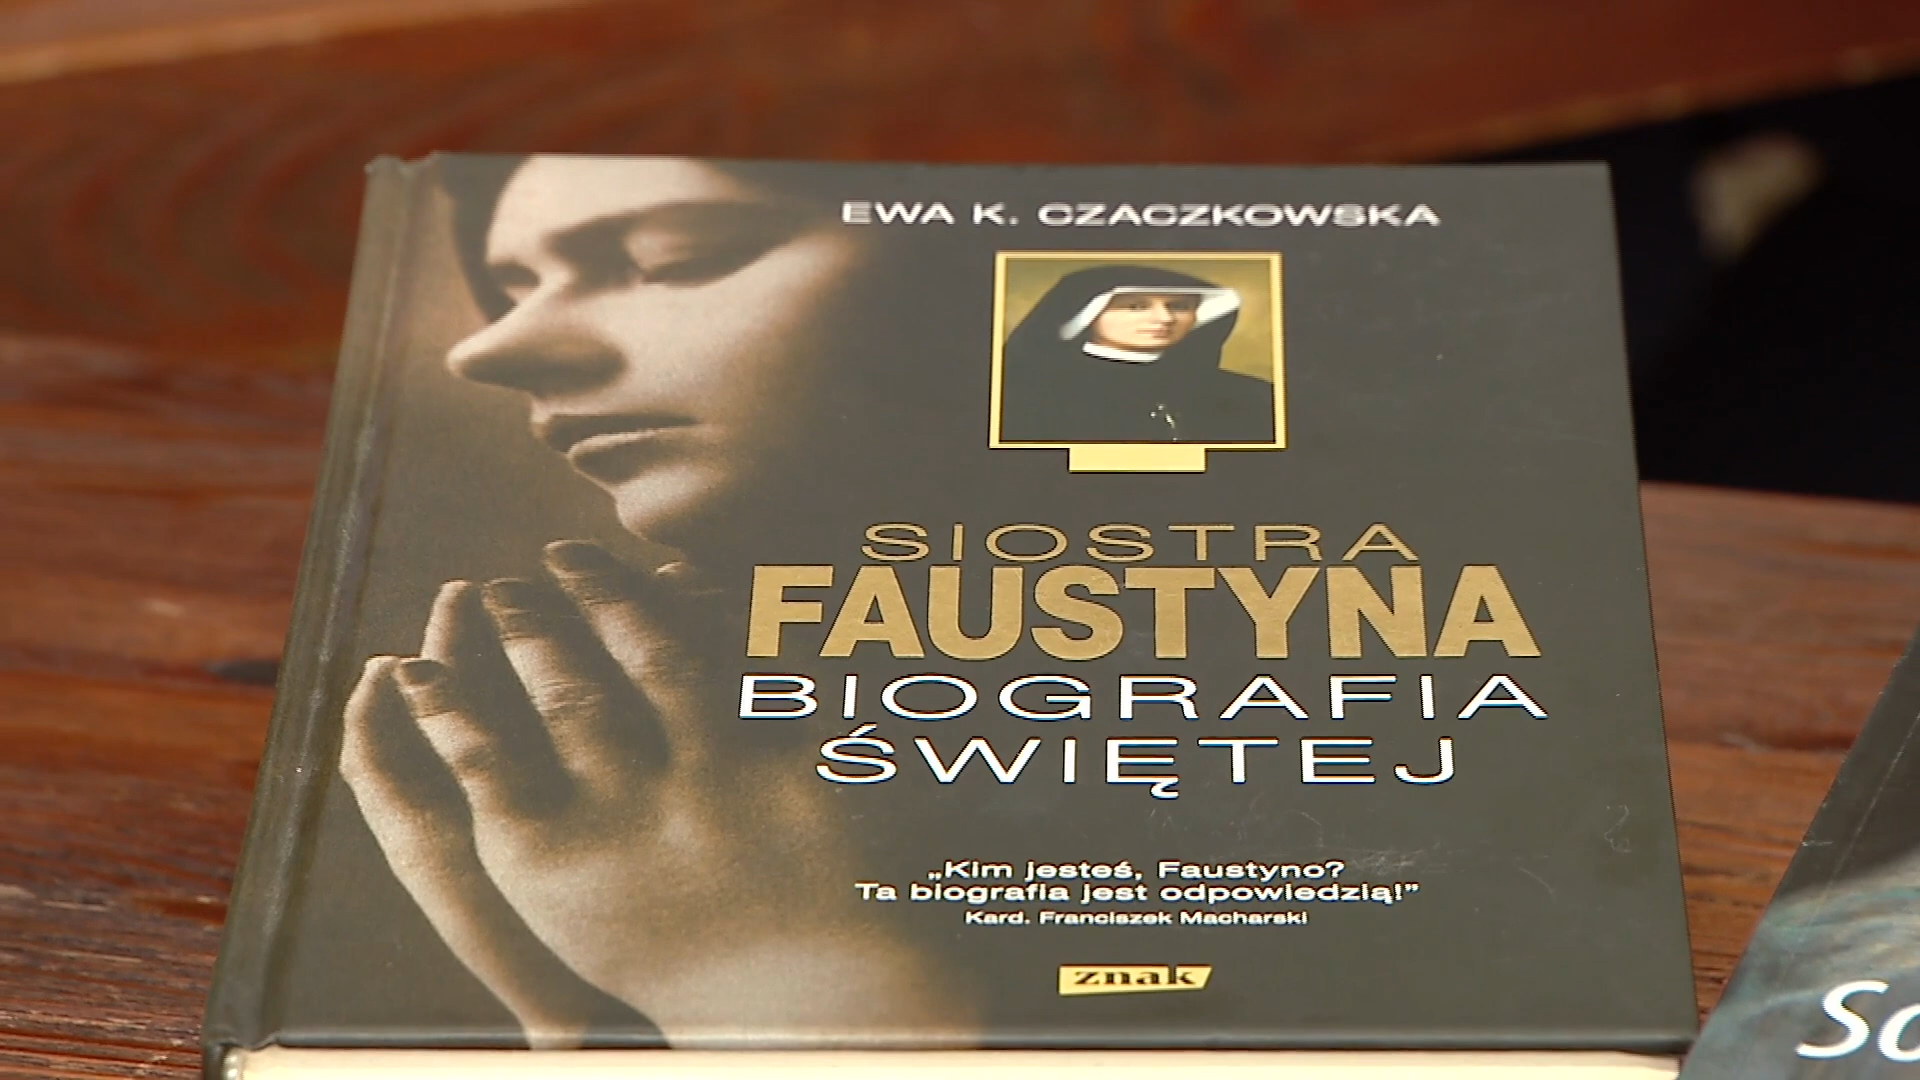 EWA K. CZACZKOWSKA
SIOSTRA
FAUSTYNA
BIOGRAFIA
ŚWIĘTEJ
„Kim jesteś, Faustyno?
Ta biografia jest odpowiedzią!”
Kard. Franciszek Macharski
znak